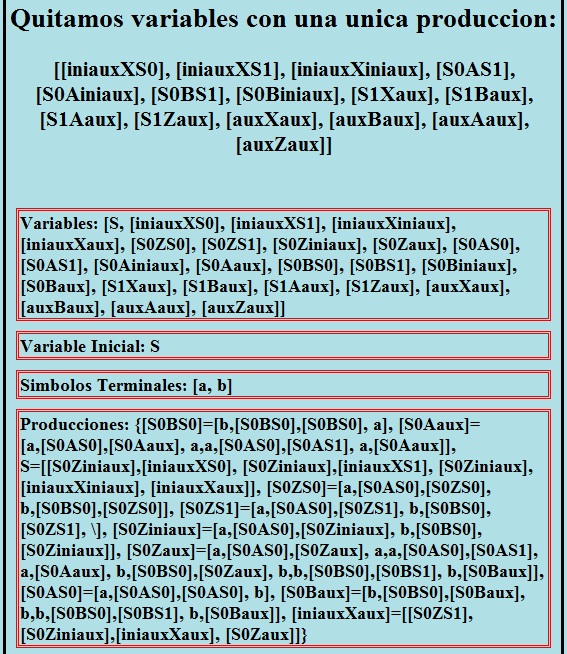 Quitamos variables con una unica produccion:
[[iniauxXS0], [iniauxXS1], [iniauxXiniaux], [S0AS1],
[S0Ainiaux], [S0BS1], [S0Biniaux], [S1Xaux], [S1Baux],
[S1Aaux], [S1Zaux], [auxXaux], [auxBaux], [auxAaux],
[auxZaux]]
Variables: [S, [iniauxXS0], [iniauxXS1], [iniauxXiniaux],
[iniauxXaux], [S0ZS0], [S0ZS1], [S0Ziniaux], [S0Zaux], [S0AS0],
[S0AS1], [S0Ainiaux], [S0Aaux], [S0BS0], [S0BS1], [S0Biniaux],
[S0Baux], [S1Xaux], [S1Baux], [S1Aaux], [S1Zaux], [auxXaux],
[auxBaux], [auxAaux], [auxZaux]]
Variable Inicial: S
Simbolos Terminales: [a, b]
Producciones: {[S0BS0]=[b,[S0BS0],[S0BS0], a], [S0Aaux]=
[a,[S0AS0],[S0Aaux], a,a,[S0AS0],[S0AS1], a,[S0Aaux]],
S=[[S0Ziniaux],[iniauxXS0], [S0Ziniaux],[iniauxXS1], [S0Ziniaux],
[iniauxXiniaux], [iniauxXaux]], [S0ZS0]=[a,[S0AS0],[S0ZS0],
b,[S0BS0],[S0ZS0]], [S0ZS1]=[a,[S0AS0],[S0ZS1], b,[S0BS0],
[S0ZS1], \], [S0Ziniaux]=[a,[S0AS0],[S0Ziniaux], b,[S0BS0],
[S0Ziniaux]], [S0Zaux]=[a,[S0AS0],[S0Zaux], a,a,[S0AS0],[S0AS1],
a,[S0Aaux], b,[S0BS0],[S0Zaux], b,b,[S0BS0],[S0BS1], b,[S0Baux]],
[S0AS0]=[a,[S0AS0],[S0AS0], b], [S0Baux]=[b,[S0BS0],[S0Baux],
b,b,[S0BS0],[S0BS1], b,[S0Baux]], [iniauxXaux]=[[S0ZS1],
[S0Ziniaux],[iniauxXaux], [S0Zaux]]}